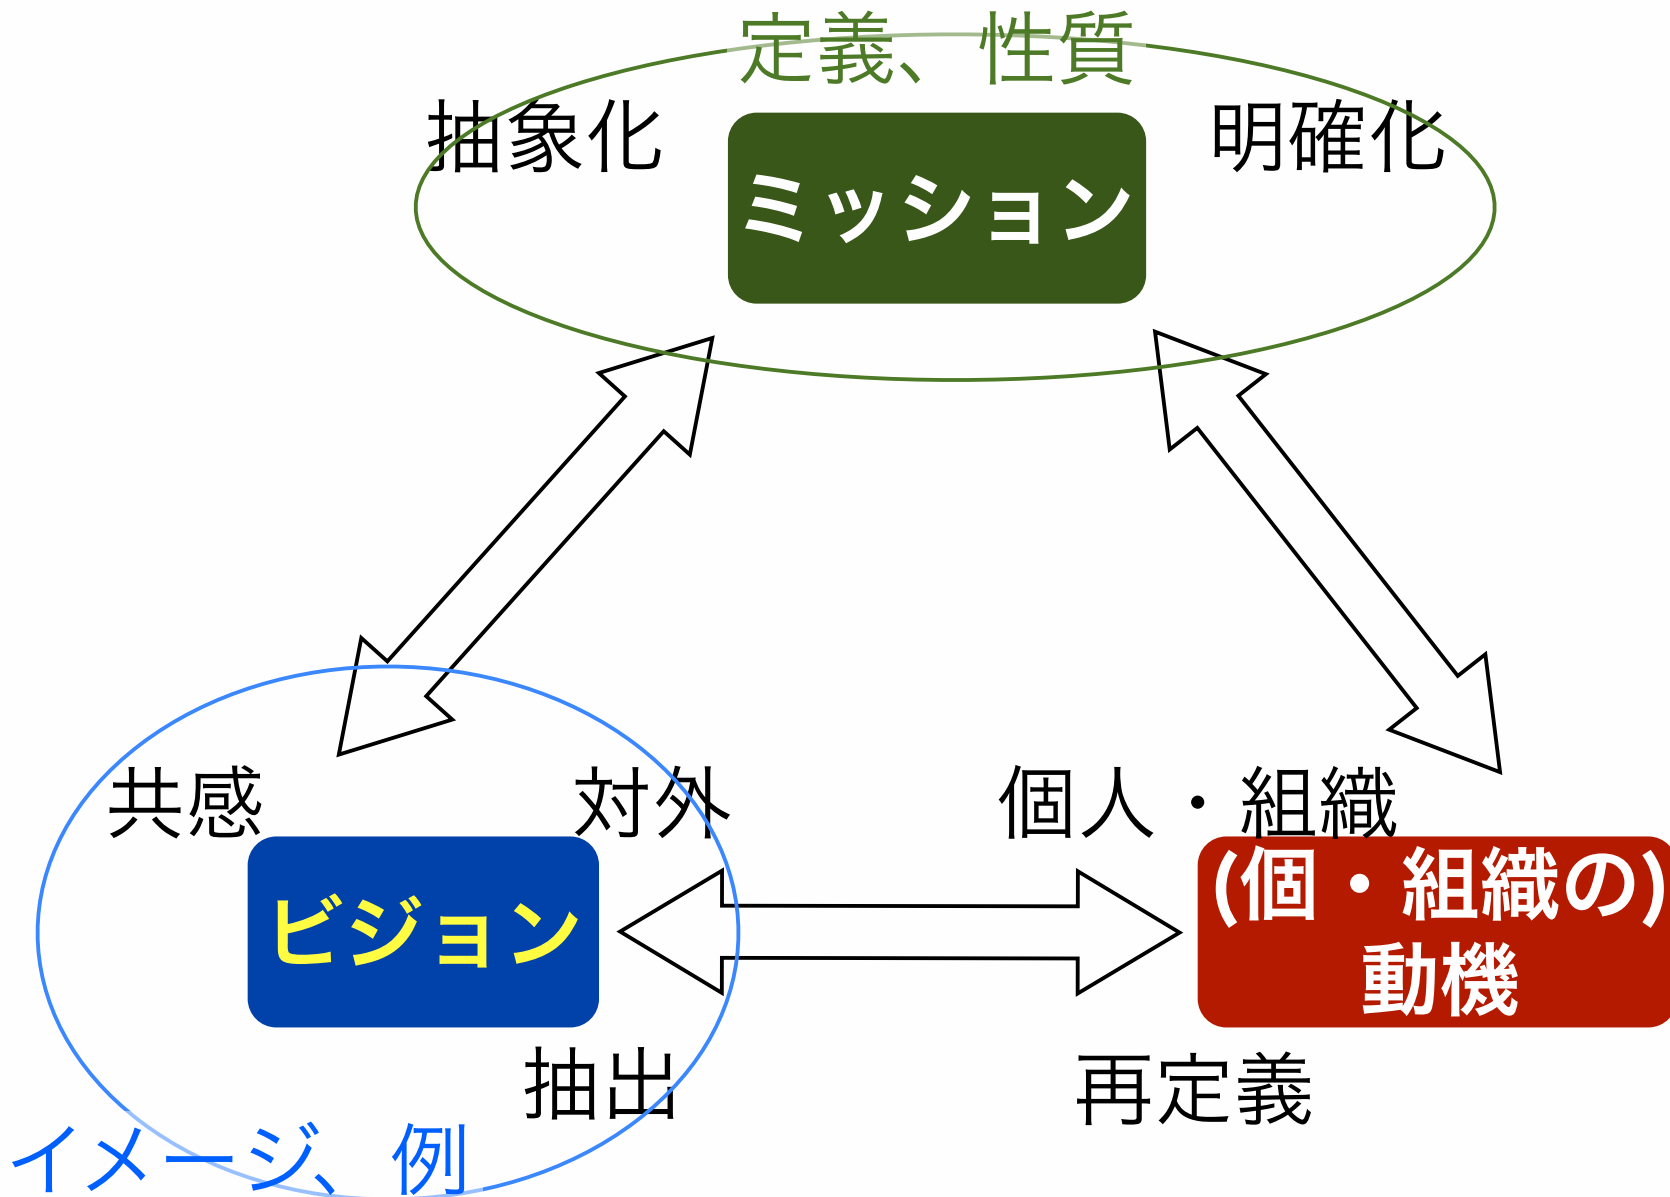 定義、性質
抽象化
明確化
ミッション
共感
対外
個人・組織
ビジョン
(個・組織の)
動機
抽出
再定義
イメージ、例